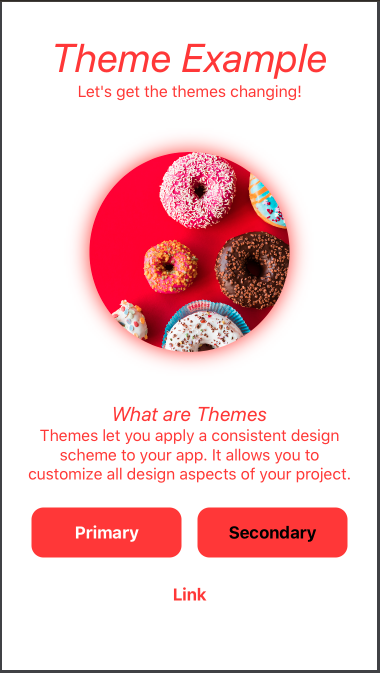 Theme Example
Let's get the themes changing!
What are Themes
Themes let you apply a consistent design
scheme to your app. It allows you to
customize all design aspects of your project.
Primary
Secondary
Link